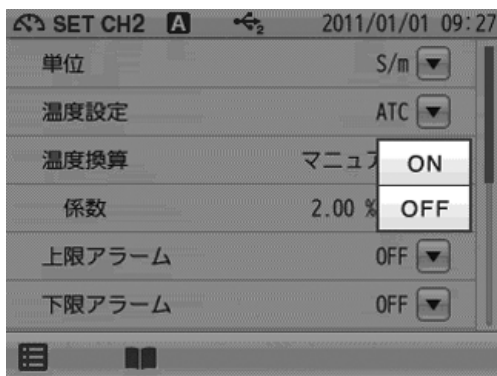 SET CH2 A 2 2011/01/01 09:27
単位 S/m
温度設定 ATC
温度換算 マニュア
ON
係数 2.00 %
OFF
上限アラーム OFF
下限アラーム OFF